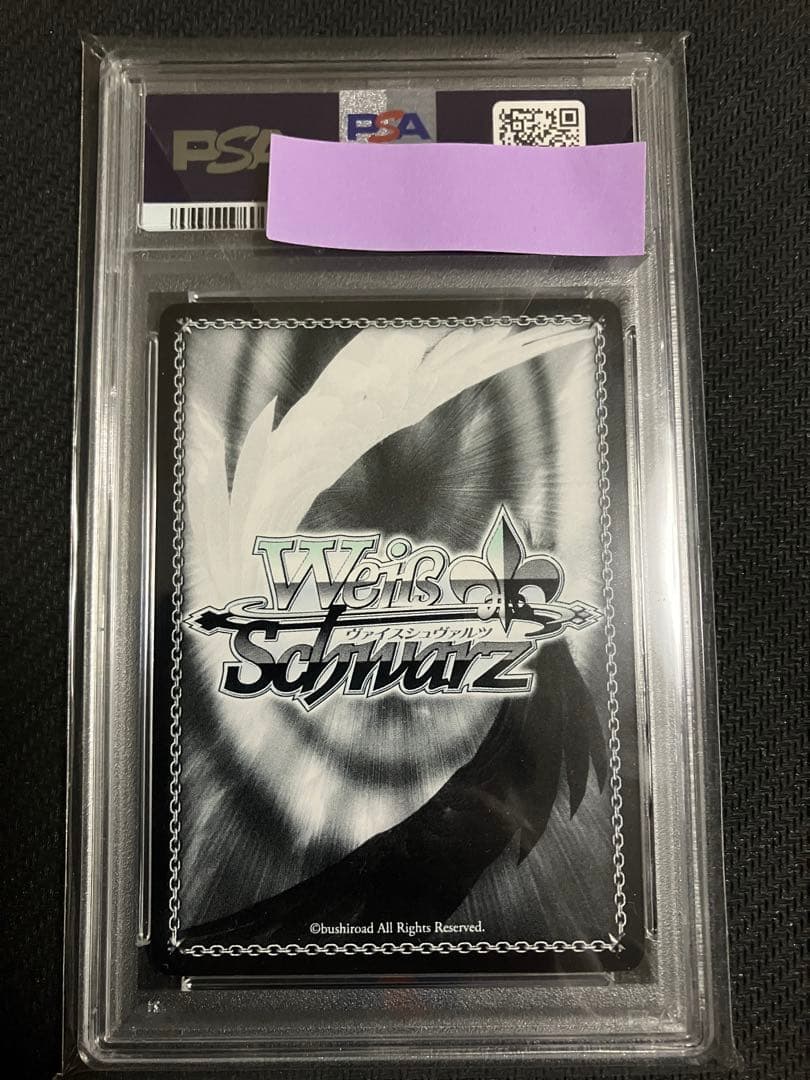 PSA
PSA
Weiß
ヴァイスシュヴァルツ
Schwarz
©bushiroad All Rights Reserved.